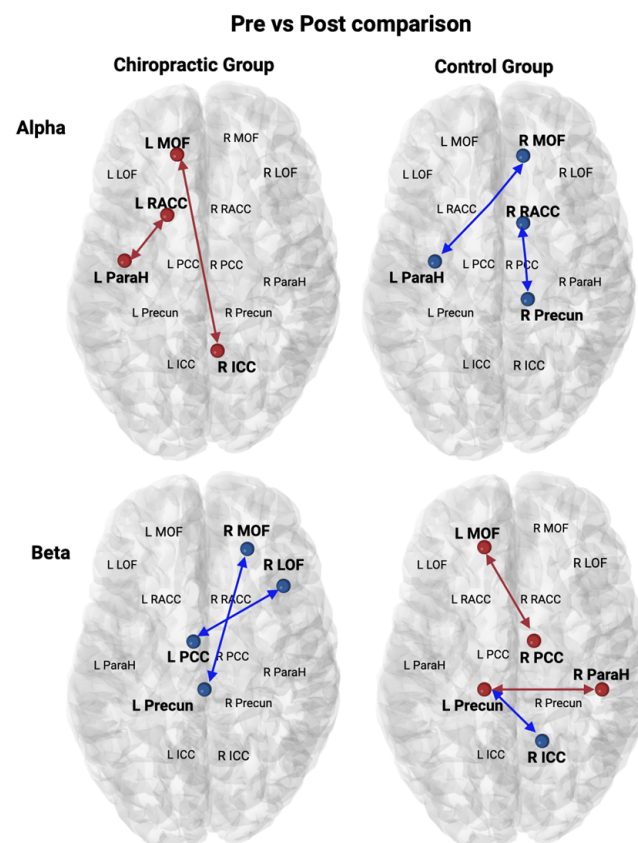 Pre vs Post comparison
Chiropractic Group
Control Group
Alpha
L MOF
R MOF
L LOF
R LOF
L RACC
R RACC
L ParaH
L PCC
R PCC
R ParaH
L Precun
R Precun
L ICC
R ICC
L MOF
R MOF
L LOF
R LOF
L RACC
R RACC
L ParaH
L PCC
R PCC
R ParaH
L Precun
R Precun
L ICC
R ICC
Beta
L MOF
R MOF
L LOF
R LOF
L RACC
R RACC
L ParaH
L PCC
R PCC
R ParaH
L Precun
R Precun
L ICC
R ICC
L MOF
R MOF
L LOF
R LOF
L RACC
R RACC
L ParaH
L PCC
R PCC
R ParaH
L Precun
R Precun
L ICC
R ICC